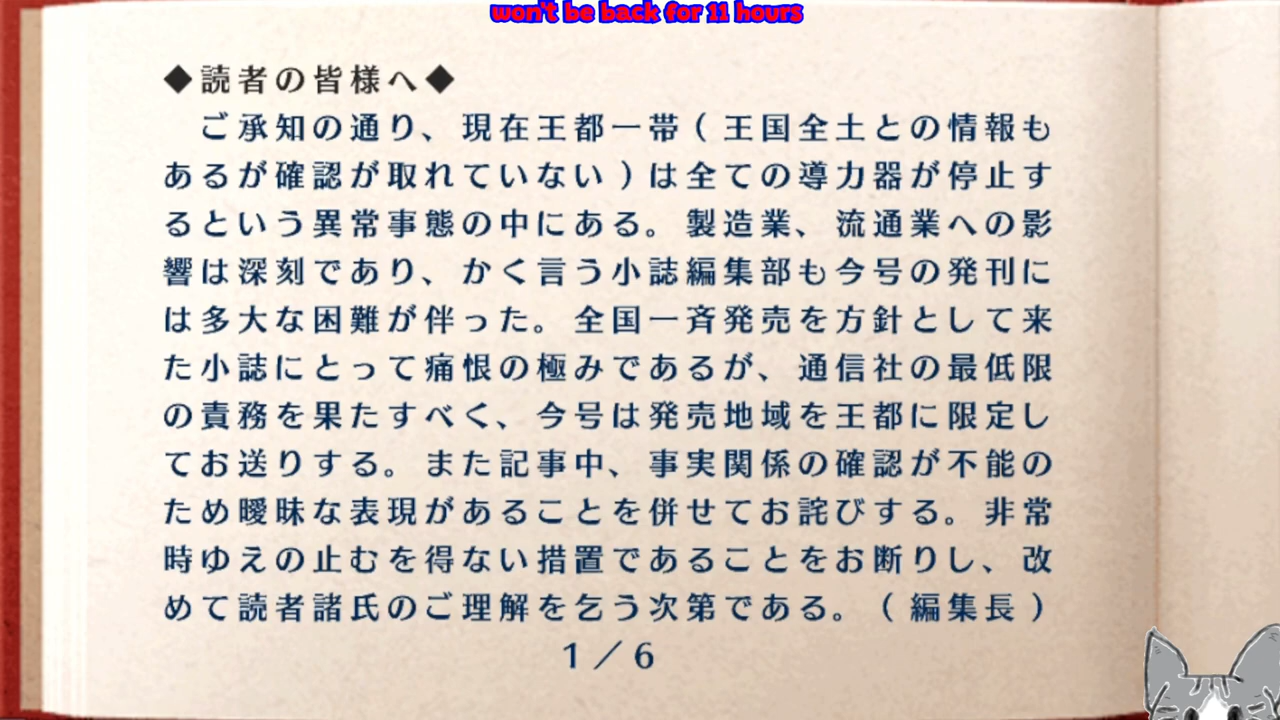 won't be back for 11 hours
◆読者の皆様へ◆
ご承知の通り、現在王都一帯(王国全土との情報も
あるが確認が取れていない)は全ての導力器が停止す
るという異常事態の中にある。製造業、流通業への影
響は深刻であり、かく言う小誌編集部も今号の発刊に
は多大な困難が伴った。全国一斉発売を方針として来
た小誌にとって痛恨の極みであるが、通信社の最低限
の責務を果たすべく、今号は発売地域を王都に限定し
てお送りする。また記事中、事実関係の確認が不能の
ため曖昧な表現があることを併せてお詫びする。非常
時ゆえの止むを得ない措置であることをお断りし、改
めて読者諸氏のご理解を乞う次第である。(編集長)
1/6